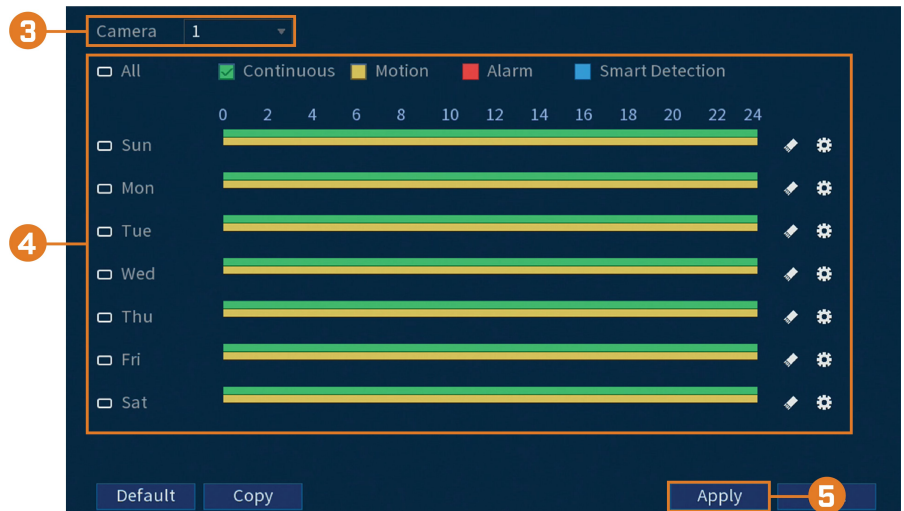 3 Camera 1
All Continuous Motion Alarm Smart Detection
0 2 4 6 8 10 12 14 16 18 20 22 24
Sun
Mon
4 Tue
Wed
Thu
Fri
Sat
Default Copy Apply 5